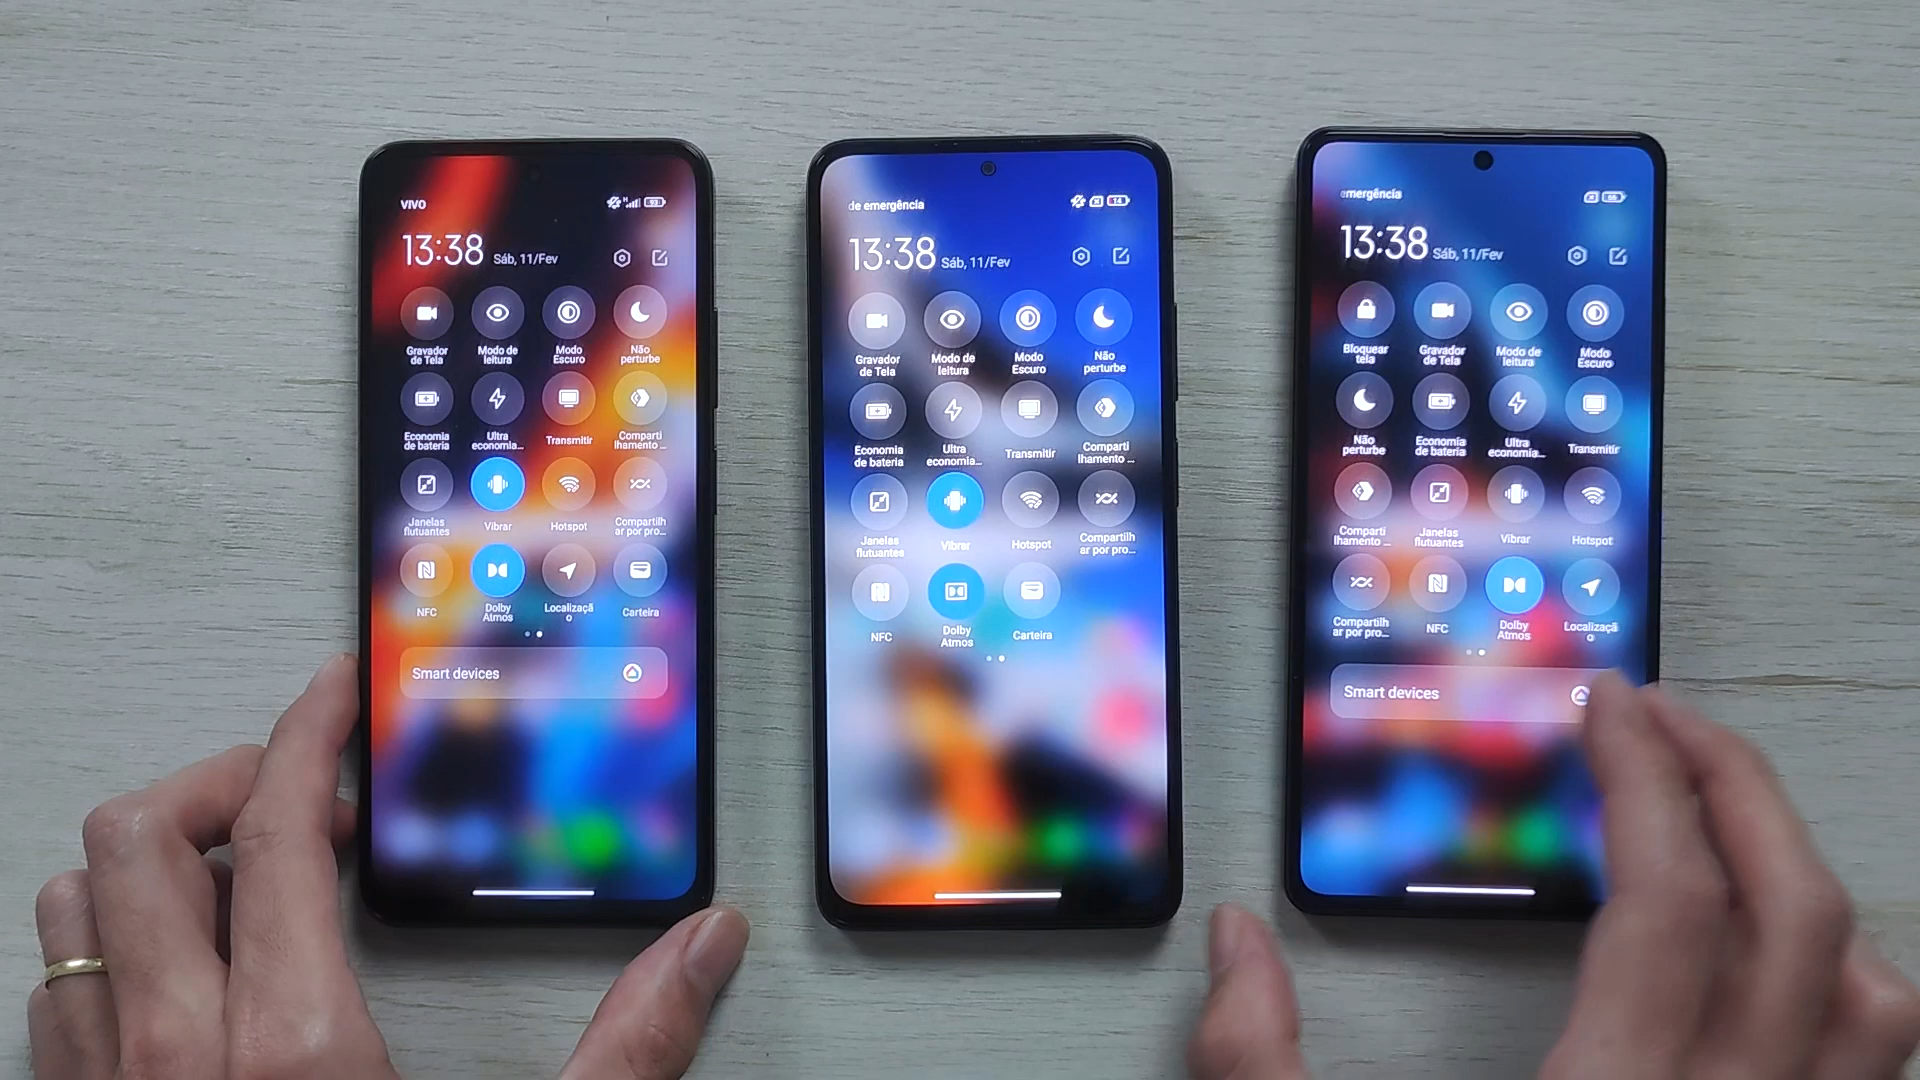 VIVO
93
13:38 Sáb, 11/Fev
Gravador
de Tela
Modo de
leitura
Modo
Escuro
Não
perturbe
Economia
de bateria
Ultra
economia...
Transmitir
Comparti
lhamento ...
Janelas
flutuantes
Vibrar
Hotspot
Compartilh
ar por pro...
NFC
Dolby
Atmos
Localizaçã
o
Carteira
Smart devices
de emergência
14
13:38 Sáb, 11/Fev
Gravador
de Tela
Modo de
leitura
Modo
Escuro
Não
perturbe
Economia
de bateria
Ultra
economia...
Transmitir
Comparti
lhamento ...
Janelas
flutuantes
Vibrar
Hotspot
Compartilh
ar por pro...
NFC
Dolby
Atmos
Carteira
emergência
13:38 Sáb, 11/Fev
Bloquear
tela
Gravador
de Tela
Modo de
leitura
Modo
Escuro
Não
perturbe
Economia
de bateria
Ultra
economia...
Transmitir
Comparti
lhamento ...
Janelas
flutuantes
Vibrar
Hotspot
Compartilh
ar por pro...
NFC
Dolby
Atmos
Localizaçã
o
Smart devices